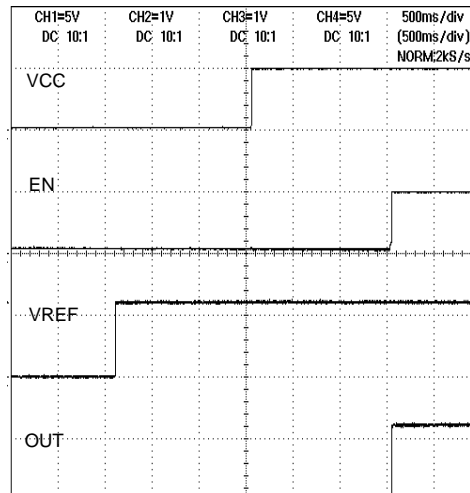 CH1=5V CH2=1V CH3=1V CH4=5V 500ms/div
DC 10:1 DC 10:1 DC 10:1 DC 10:1 (500ms/div)
NORM:2kS/s
VCC
EN
VREF
OUT